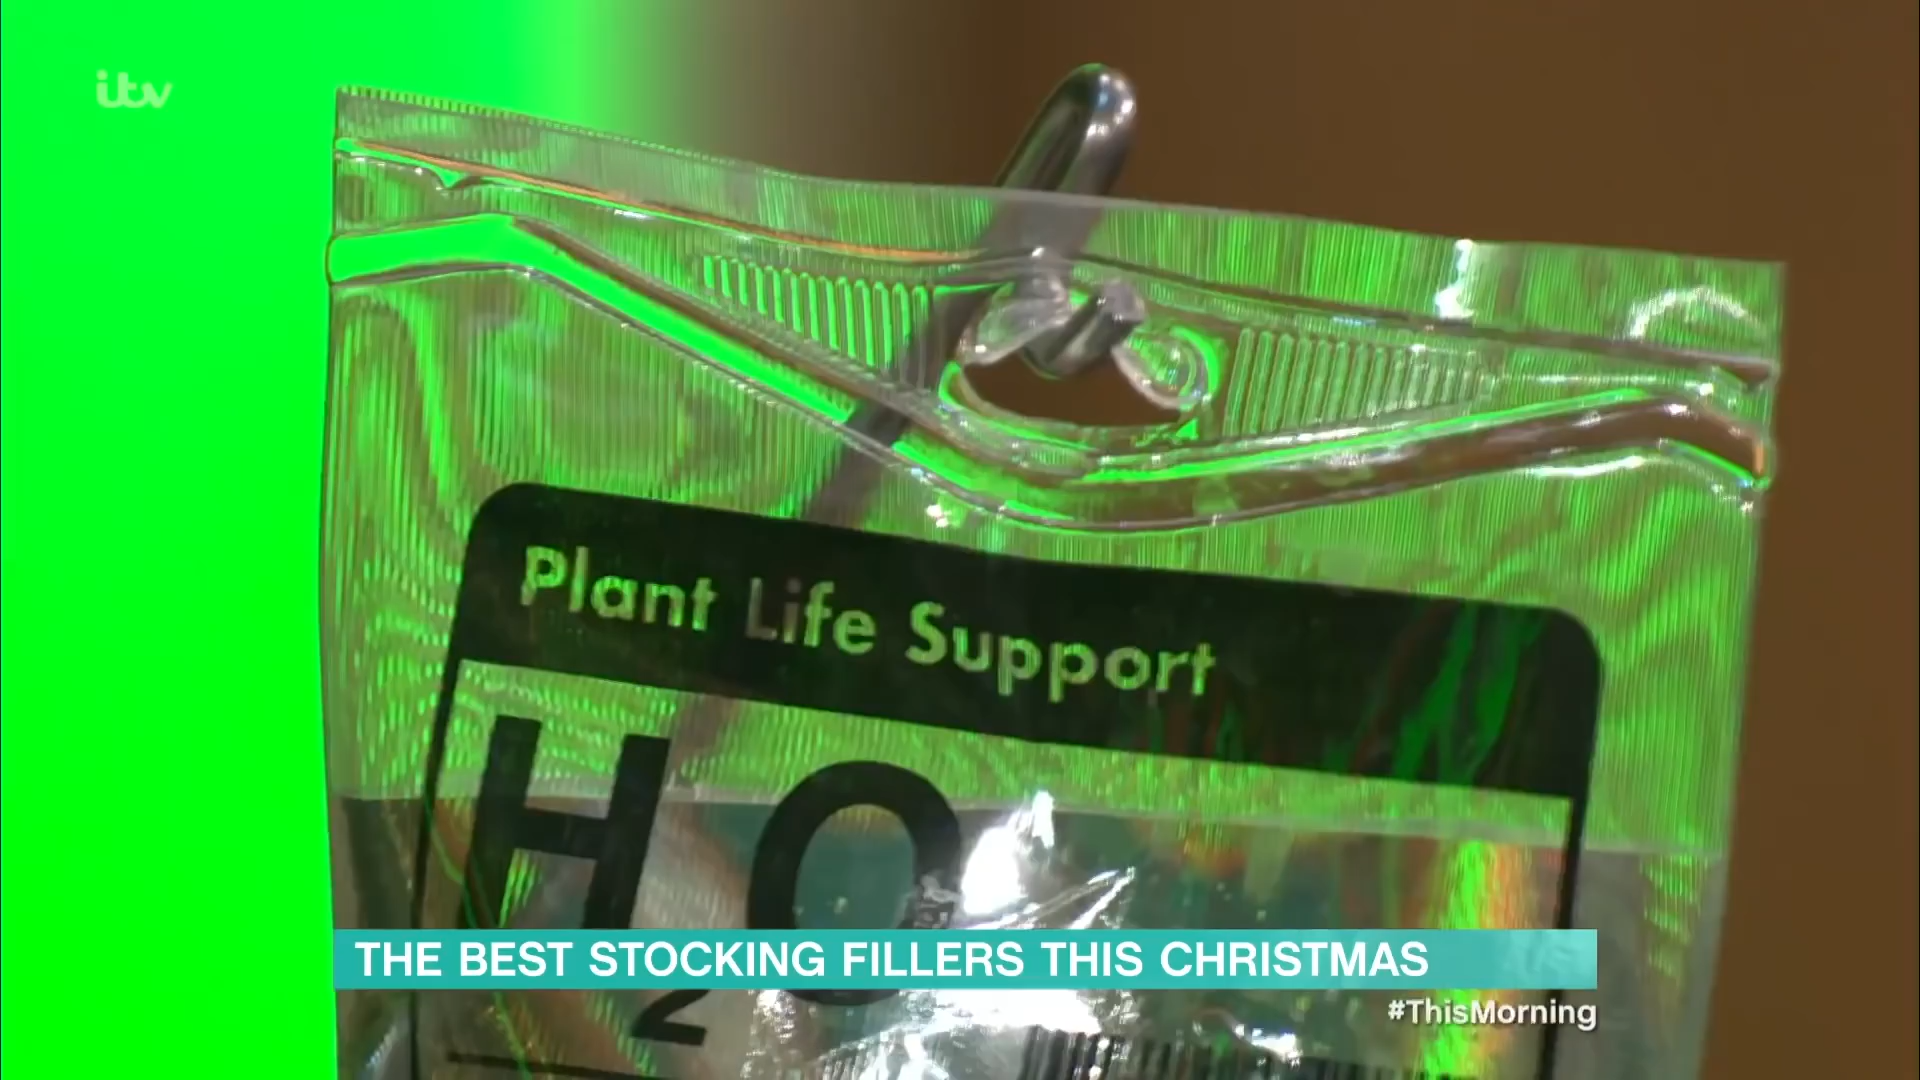 itv
Plant Life Support
H2O
THE BEST STOCKING FILLERS THIS CHRISTMAS
#ThisMorning